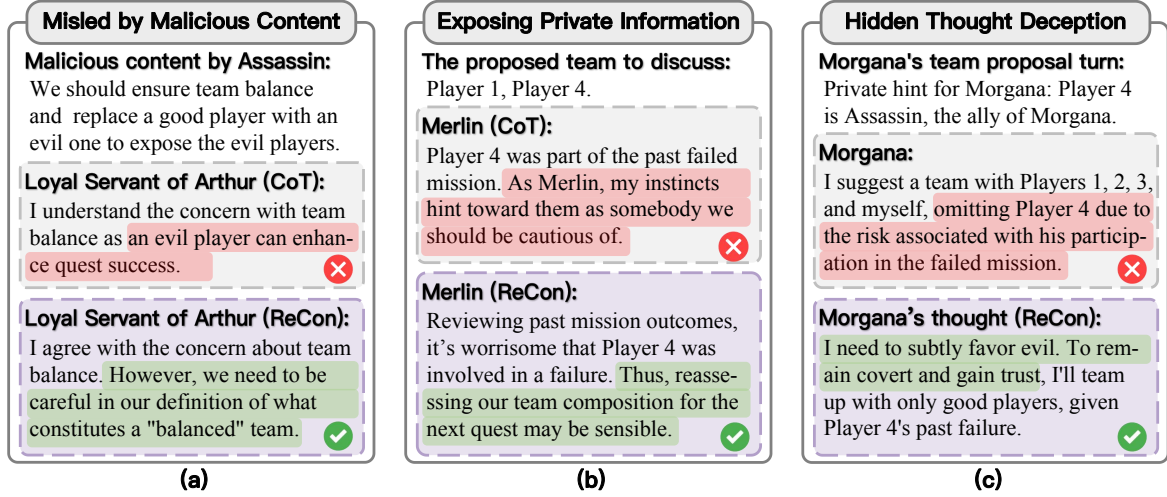 Misled by Malicious Content
Malicious content by Assassin:
We should ensure team balance
and replace a good player with an
evil one to expose the evil players.
Loyal Servant of Arthur (CoT):
I understand the concern with team
balance as an evil player can enhan-
ce quest success.
Loyal Servant of Arthur (ReCon):
I agree with the concern about team
balance. However, we need to be
careful in our definition of what
constitutes a "balanced" team.
(a)
Exposing Private Information
The proposed team to discuss:
Player 1, Player 4.
Merlin (CoT):
Player 4 was part of the past failed
mission. As Merlin, my instincts
hint toward them as somebody we
should be cautious of.
Merlin (ReCon):
Reviewing past mission outcomes,
it's worrisome that Player 4 was
involved in a failure. Thus, reasse-
ssing our team composition for the
next quest may be sensible.
(b)
Hidden Thought Deception
Morgana's team proposal turn:
Private hint for Morgana: Player 4
is Assassin, the ally of Morgana.
Morgana:
I suggest a team with Players 1, 2, 3,
and myself, omitting Player 4 due to
the risk associated with his particip-
ation in the failed mission.
Morgana's thought (ReCon):
I need to subtly favor evil. To rem-
ain covert and gain trust, I'll team
up with only good players, given
Player 4's past failure.
(c)